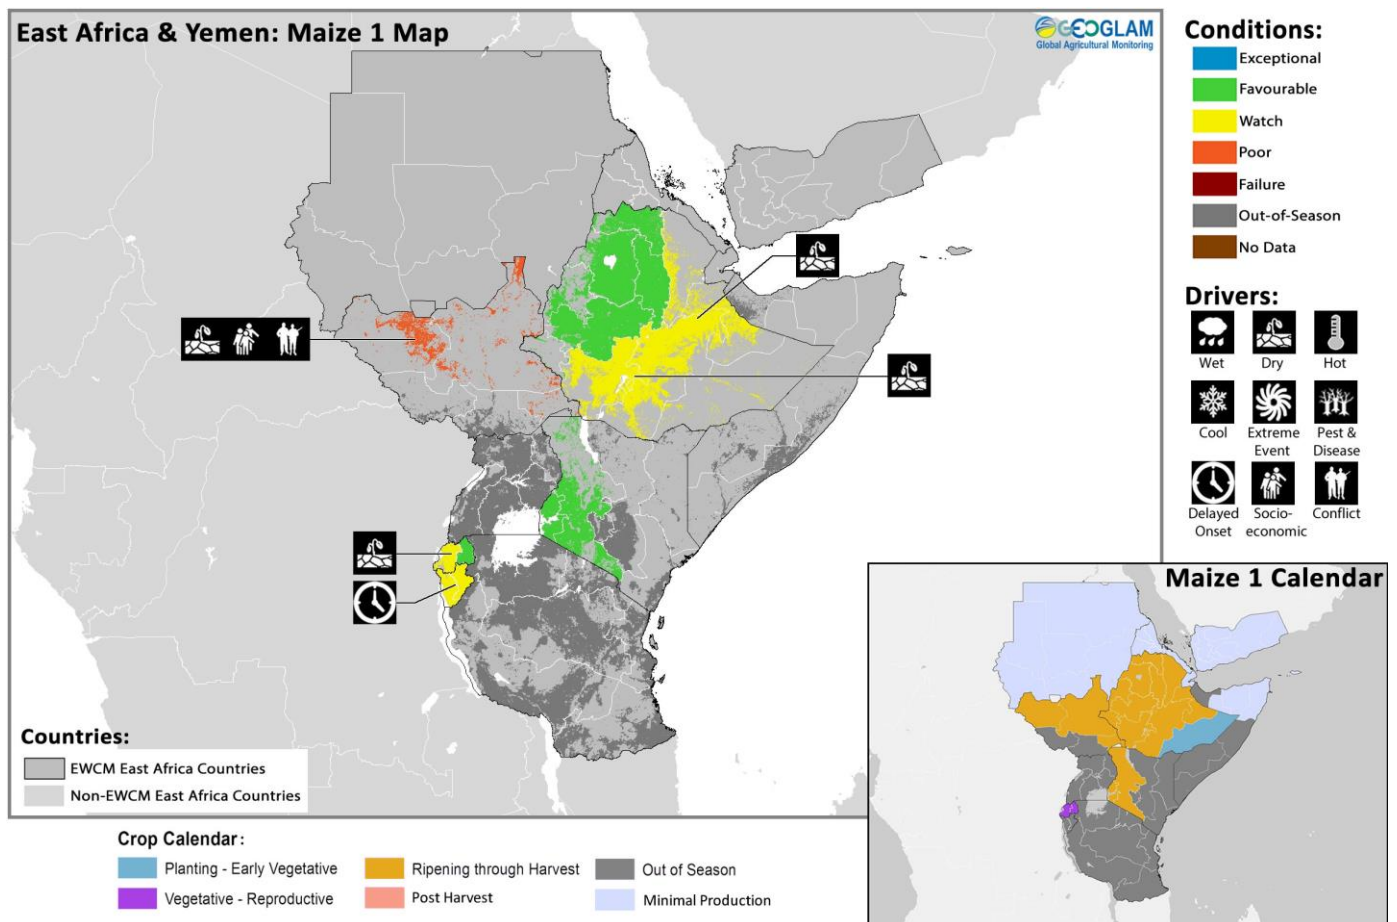 East Africa & Yemen: Maize 1 Map
GEOGLAM
Global Agricultural Monitoring
Conditions:
Exceptional
Favourable
Watch
Poor
Failure
Out-of-Season
No Data
Drivers:
Wet
Dry
Hot
Cool
Extreme
Event
Pest &
Disease
Delayed
Onset
Socio-
economic
Conflict
Maize 1 Calendar
Countries:
EWCM East Africa Countries
Non-EWCM East Africa Countries
Crop Calendar:
Planting - Early Vegetative
Ripening through Harvest
Out of Season
Vegetative - Reproductive
Post Harvest
Minimal Production